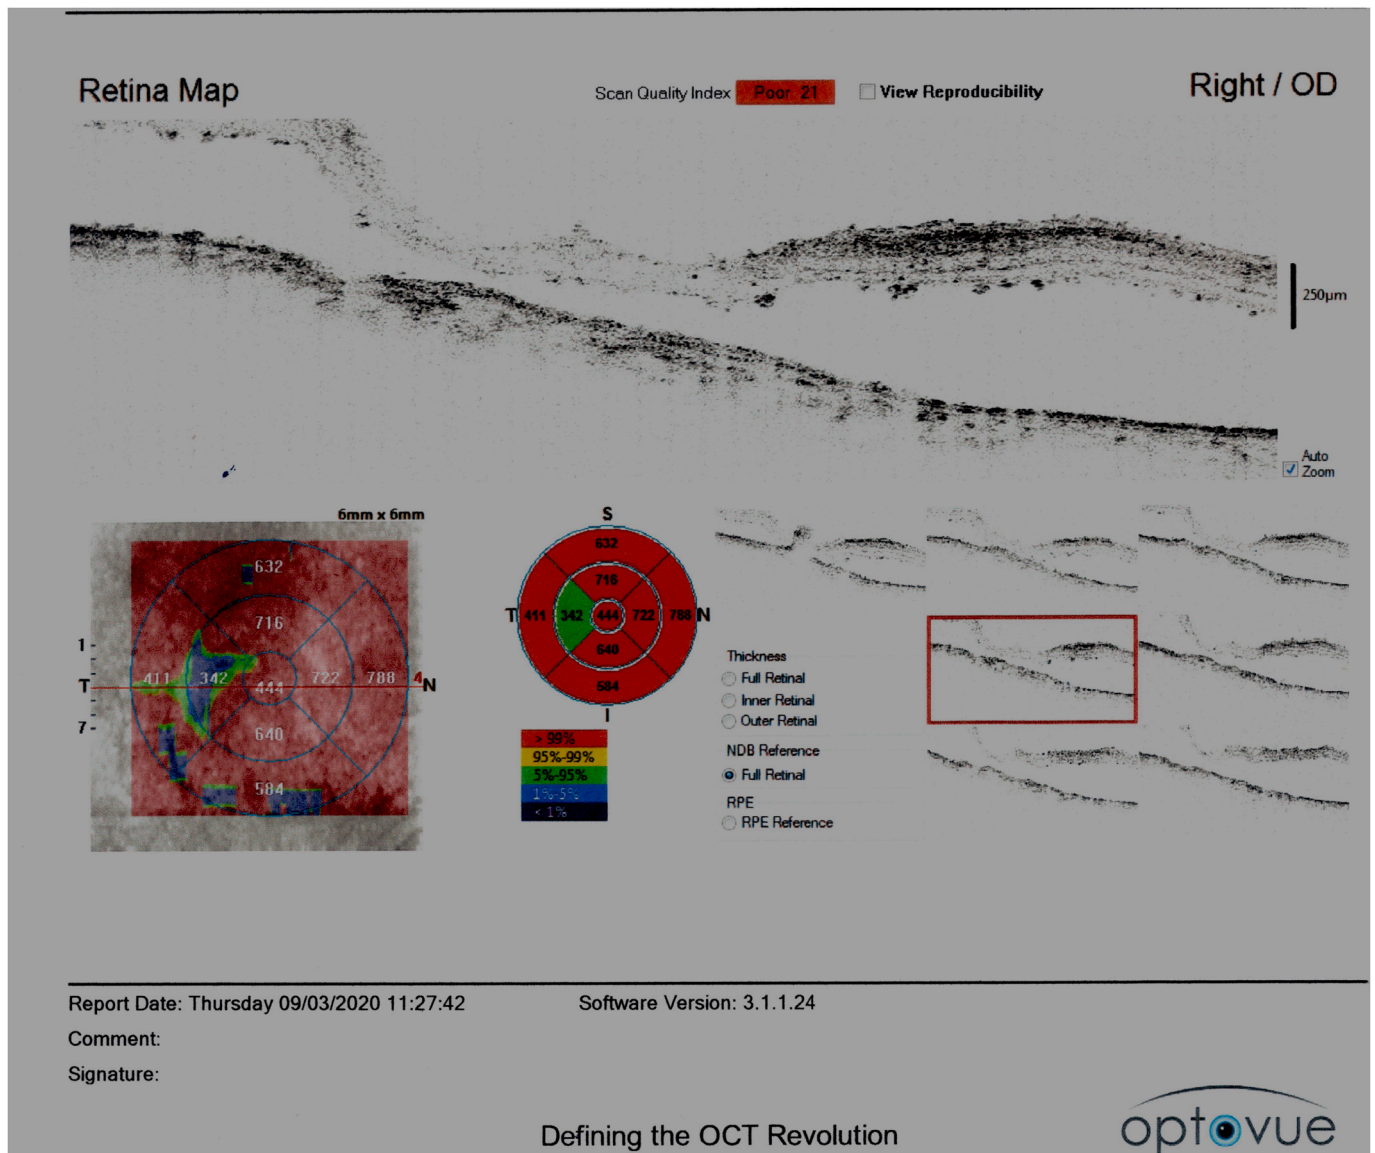 Retina Map
Scan Quality Index Poor 21 View Reproducibility
Right / OD
250µm
Auto
Zoom
6mm x 6mm
632
716
1
T 411 342 444 722 788 4 N
7
640
584
S
632
716
T 411 342 444 722 788 N
640
584
I
> 99%
95%-99%
5%-95%
1%-5%
< 1%
Thickness
Full Retinal
Inner Retinal
Outer Retinal
NDB Reference
Full Retinal
RPE
RPE Reference
Report Date: Thursday 09/03/2020 11:27:42 Software Version: 3.1.1.24
Comment:
Signature:
Defining the OCT Revolution
optovue